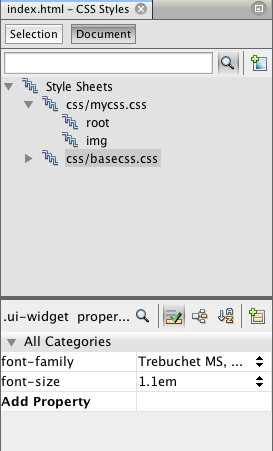 index.html – CSS Styles
Selection Document
Style Sheets
css/mycss.css
root
img
css/basecss.css
.ui-widget proper...
All Categories
font-family Trebuchet MS, ...
font-size 1.1em
Add Property